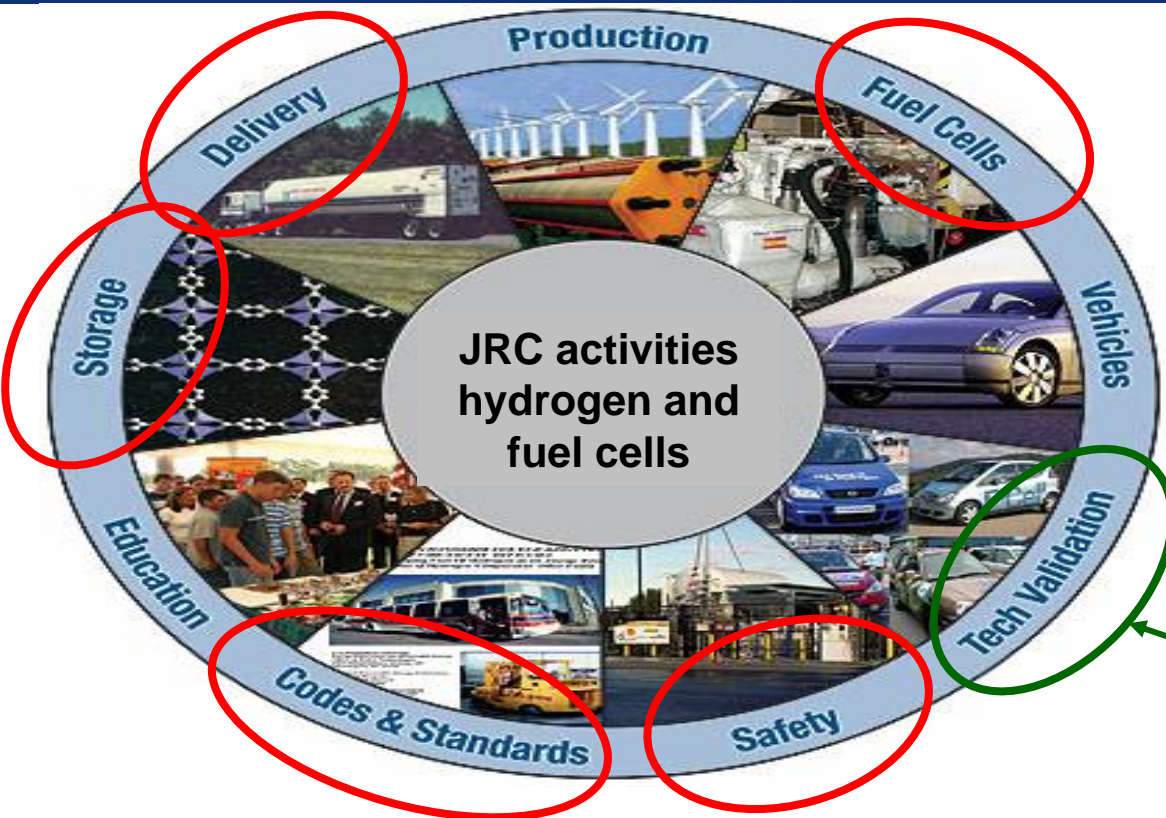 Production
Delivery
Fuel Cells
Storage
Vehicles
JRC activities
hydrogen and
fuel cells
Education
Tech Validation
Codes & Standards
Safety